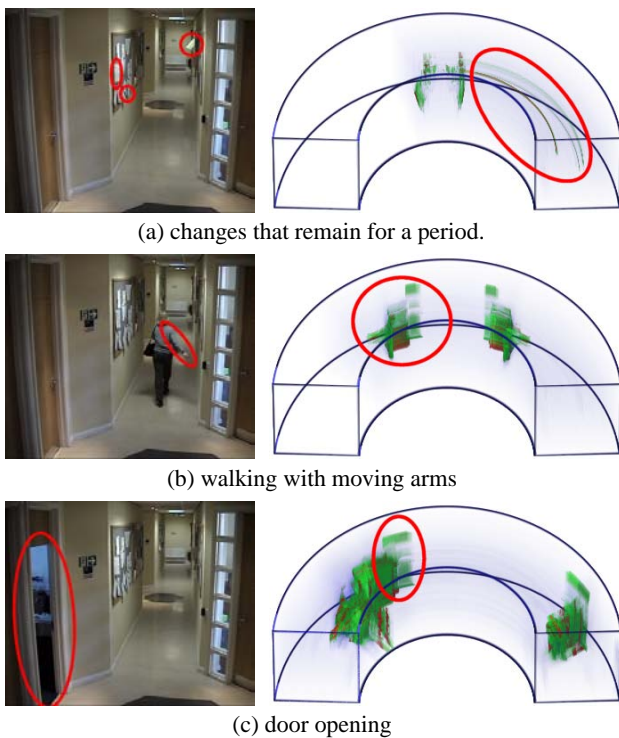 (a) changes that remain for a period.
(b) walking with moving arms
(c) door opening